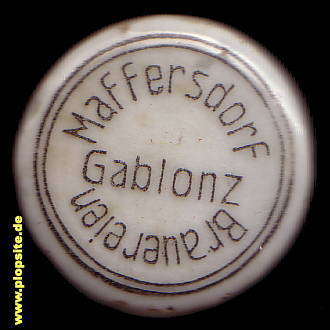 Maffersdorf
Gablonz
Brauereien
© www.plopsite.de